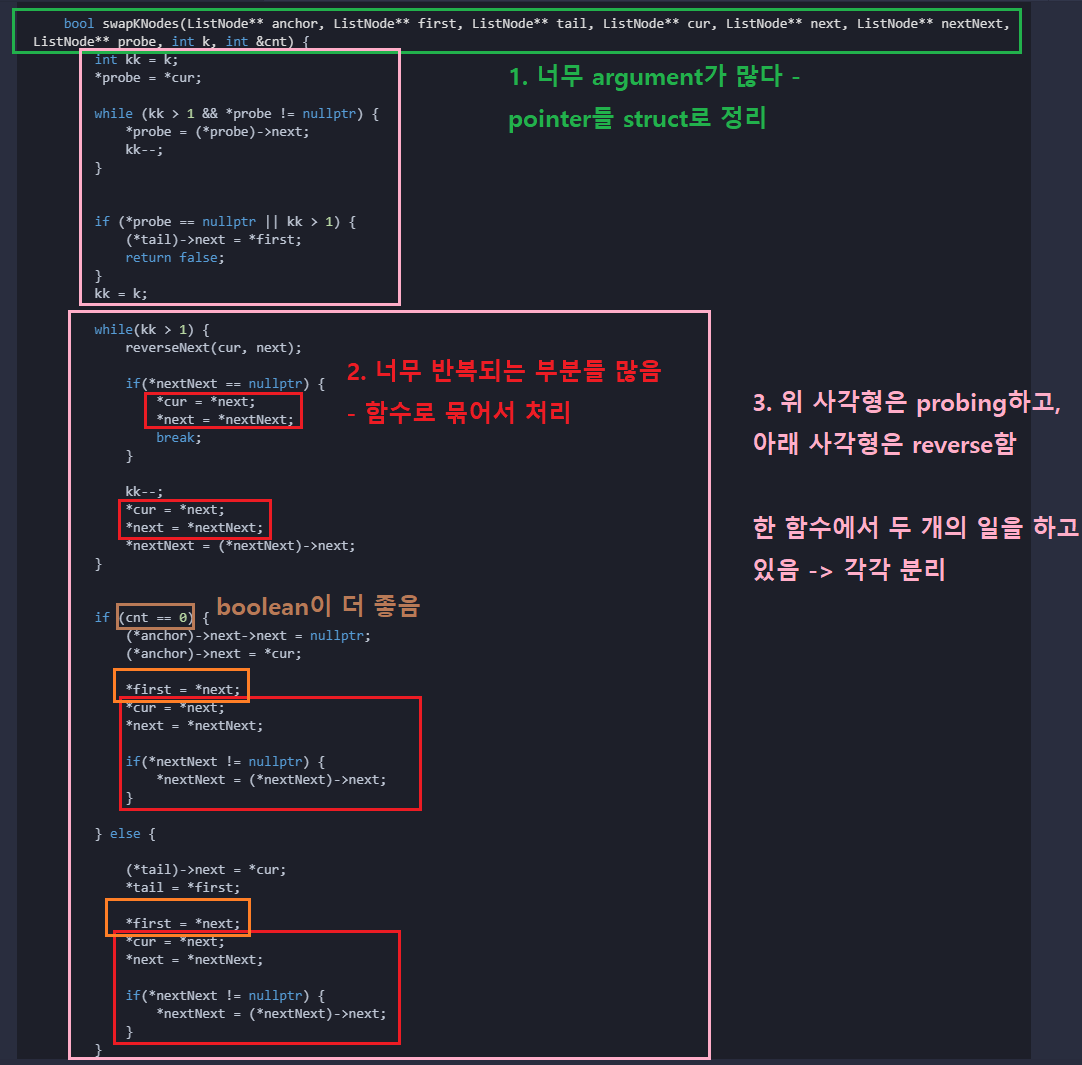 bool swapKNodes(ListNode** anchor, ListNode** first, ListNode** tail, ListNode** cur, ListNode** next, ListNode** nextNext,
ListNode** probe, int k, int &cnt) {
int kk = k;
*probe = *cur;
1. 너무 argument가 많다 -
pointer들 struct로 정리
while (kk > 1 && *probe != nullptr) {
*probe = (*probe)->next;
kk--;
}
if (*probe == nullptr || kk > 1) {
(*tail)->next = *first;
return false;
}
kk = k;
while(kk > 1) {
reverseNext(cur, next);
if(*nextNext == nullptr) {
*cur = *next;
*next = *nextNext;
break;
}
2. 너무 반복되는 부분들 많음
- 함수로 묶어서 처리
3. 위 사각형은 probing하고,
아래 사각형은 reverse함
한 함수에서 두 개의 일을 하고
있음 -> 각각 분리
kk--;
*cur = *next;
*next = *nextNext;
*nextNext = (*nextNext)->next;
}
if (cnt == 0) {
boolean이 더 좋음
(*anchor)->next->next = nullptr;
(*anchor)->next = *cur;
*first = *next;
*cur = *next;
*next = *nextNext;
if(*nextNext != nullptr) {
*nextNext = (*nextNext)->next;
}
} else {
(*tail)->next = *cur;
*tail = *first;
*first = *next;
*cur = *next;
*next = *nextNext;
if(*nextNext != nullptr) {
*nextNext = (*nextNext)->next;
}
}